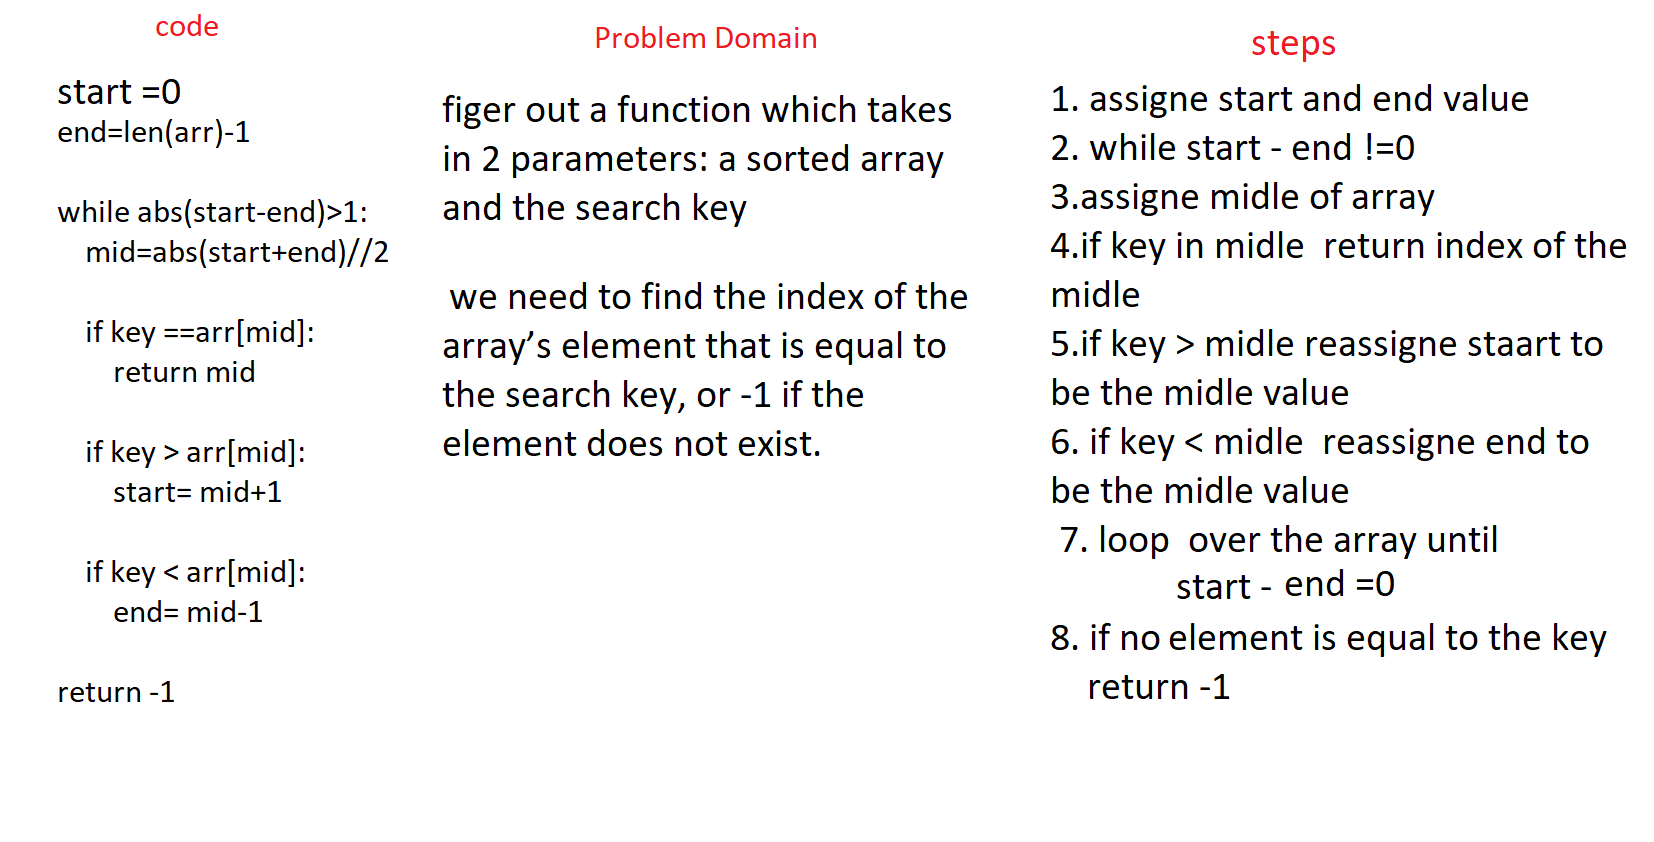 code
start =0
end=len(arr)-1
while abs(start-end)>1:
mid=abs(start+end)//2
if key ==arr[mid]:
return mid
if key > arr[mid]:
start= mid+1
if key < arr[mid]:
end= mid-1
return -1
Problem Domain
figer out a function which takes
in 2 parameters: a sorted array
and the search key
we need to find the index of the
array’s element that is equal to
the search key, or -1 if the
element does not exist.
steps
1. assigne start and end value
2. while start - end !=0
3.assigne midle of array
4.if key in midle  return index of the
midle
5.if key > midle reassigne staart to
be the midle value
6. if key < midle  reassigne end to
be the midle value
7. loop  over the array until
start - end =0
8. if no element is equal to the key
return -1